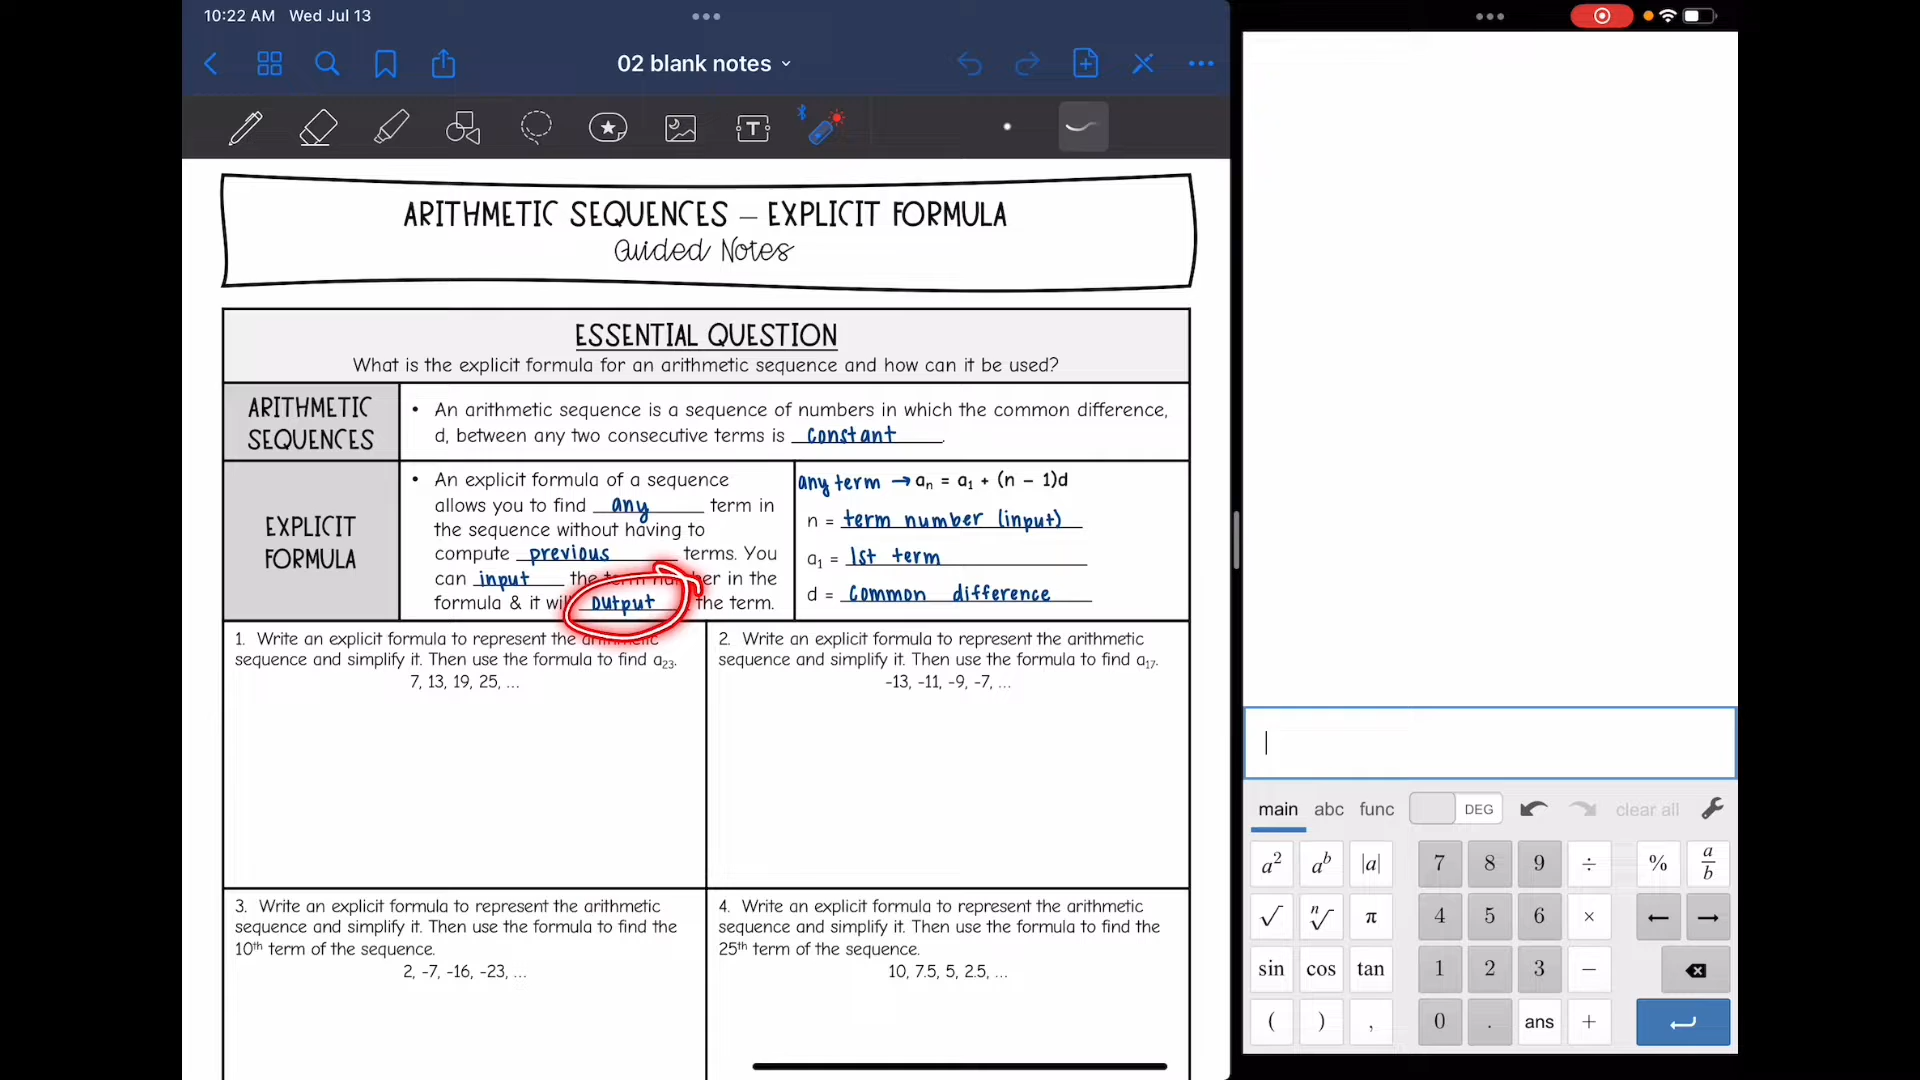 10:22 AM Wed Jul 13
02 blank notes
T
ARITHMETIC SEQUENCES – EXPLICIT FORMULA
Guided Notes
ESSENTIAL QUESTION
What is the explicit formula for an arithmetic sequence and how can it be used?
ARITHMETIC
SEQUENCES
• An arithmetic sequence is a sequence of numbers in which the common difference,
d, between any two consecutive terms is constant.
EXPLICIT
FORMULA
• An explicit formula of a sequence
allows you to find any term in
the sequence without having to
compute previous terms. You
can input the term number in the
formula & it will output the term.
any term → aₙ = a₁ + (n – 1)d
n = term number (input)
a₁ = 1st term
d = common difference
1. Write an explicit formula to represent the arithmetic
sequence and simplify it. Then use the formula to find a₂₃.
7, 13, 19, 25, ...
2. Write an explicit formula to represent the arithmetic
sequence and simplify it. Then use the formula to find a₁₇.
-13, -11, -9, -7, ...
3. Write an explicit formula to represent the arithmetic
sequence and simplify it. Then use the formula to find the
10ᵗʰ term of the sequence.
2, -7, -16, -23, ...
4. Write an explicit formula to represent the arithmetic
sequence and simplify it. Then use the formula to find the
25ᵗʰ term of the sequence.
10, 7.5, 5, 2.5, ...
main abc func DEG clear all
a² aᵇ |a| 7 8 9 ÷ % a/b
√ ⁿ√ π 4 5 6 × ← →
sin cos tan 1 2 3 −
( ) , 0 . ans +